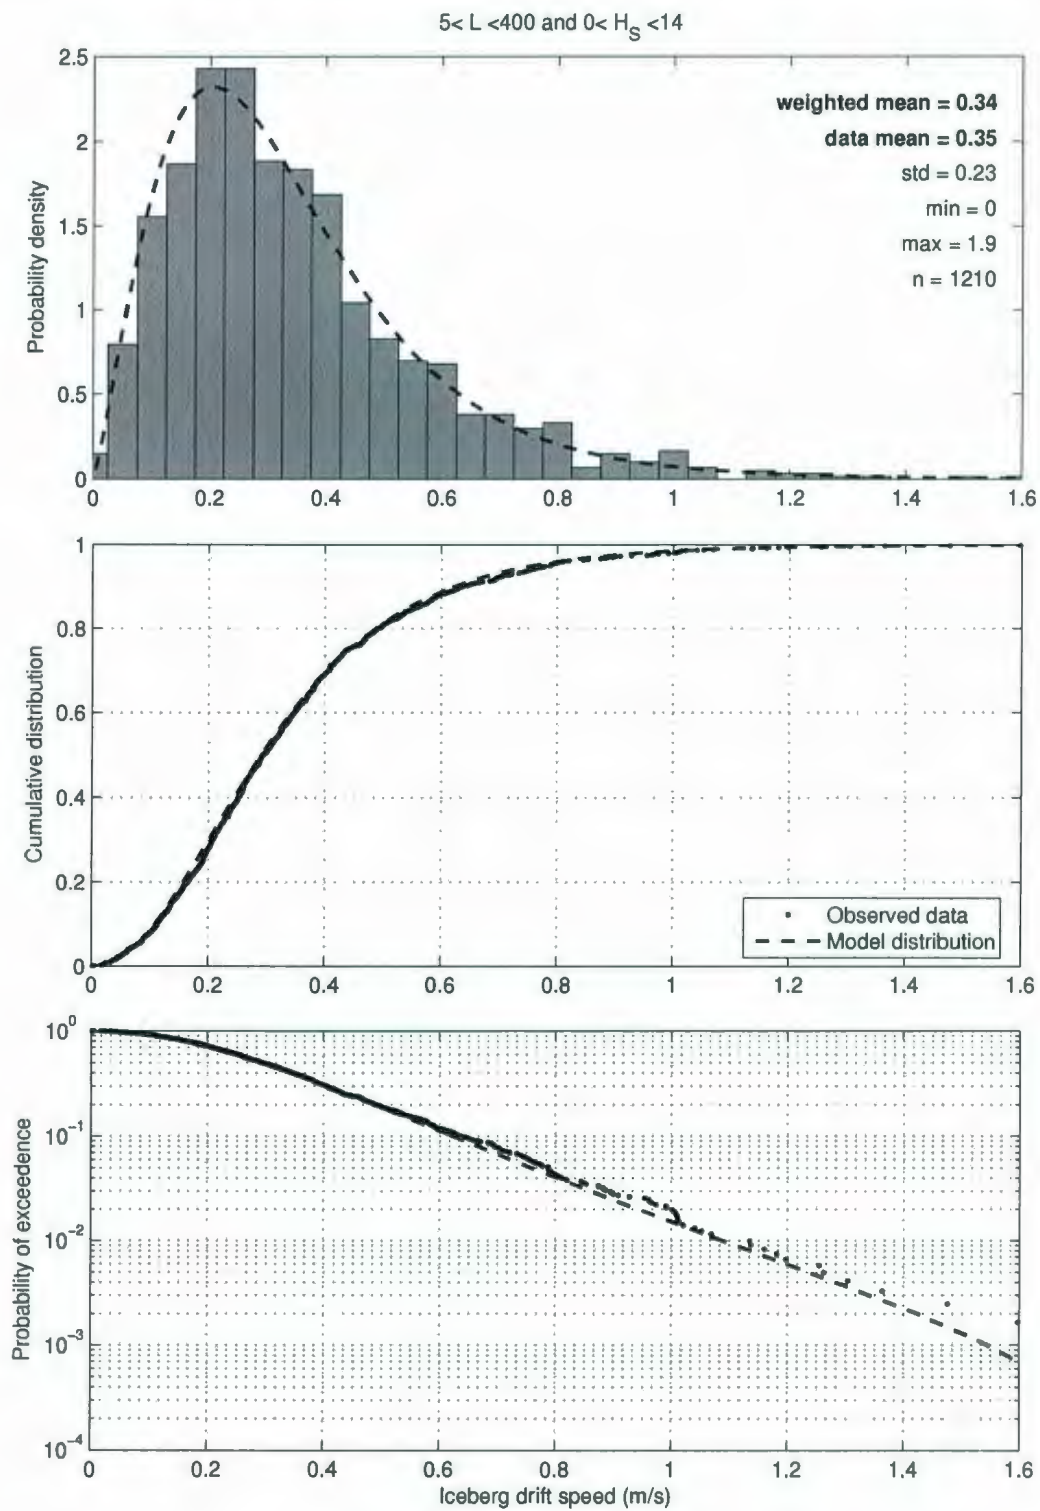 5< L <400 and 0< H_S <14
2.5
2
1.5
1
0.5
0
Probability density
weighted mean = 0.34
data mean = 0.35
std = 0.23
min = 0
max = 1.9
n = 1210
0 0.2 0.4 0.6 0.8 1 1.2 1.4 1.6
1
0.8
0.6
0.4
0.2
0
Cumulative distribution
Observed data
Model distribution
0 0.2 0.4 0.6 0.8 1 1.2 1.4 1.6
10^0
10^-1
10^-2
10^-3
10^-4
Probability of exceedence
0 0.2 0.4 0.6 0.8 1 1.2 1.4 1.6
Iceberg drift speed (m/s)